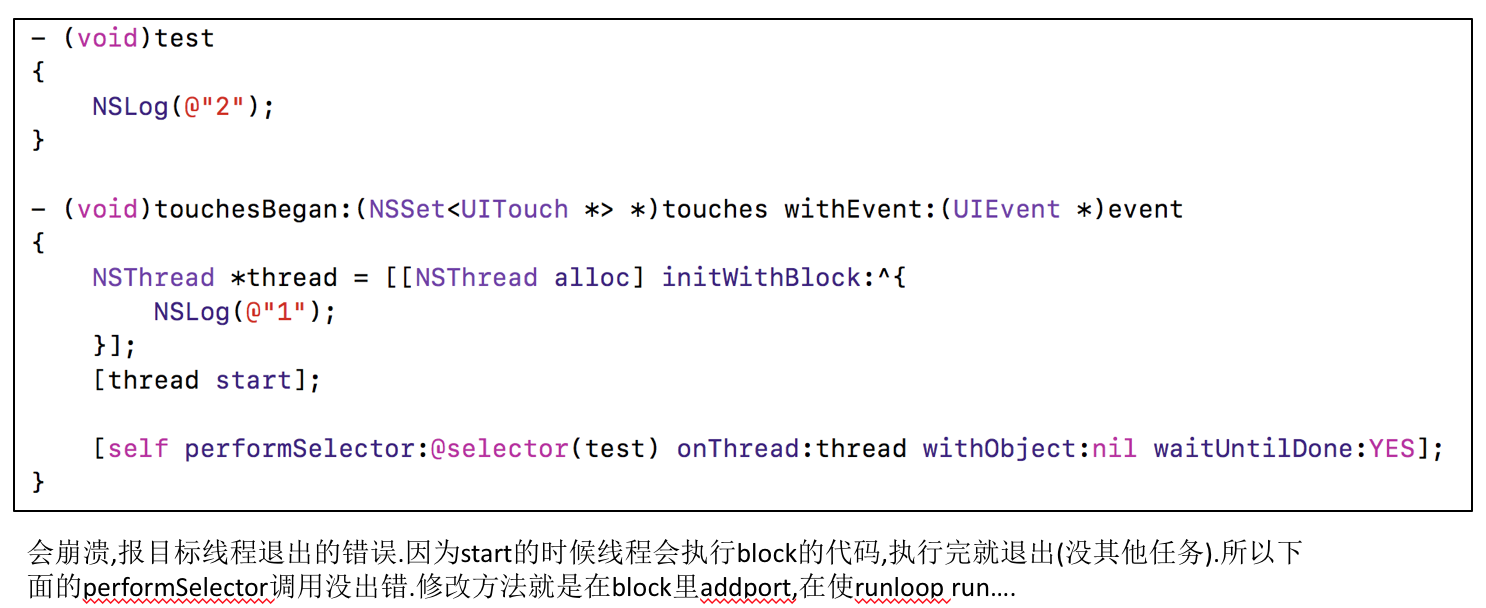 - (void)test
{
    NSLog(@"2");
}
- (void)touchesBegan:(NSSet<UITouch *> *)touches withEvent:(UIEvent *)event
{
    NSThread *thread = [[NSThread alloc] initWithBlock:^{
        NSLog(@"1");
    }];
    [thread start];
    [self performSelector:@selector(test) onThread:thread withObject:nil waitUntilDone:YES];
}
会崩溃,报目标线程退出的错误.因为start的时候线程会执行block的代码,执行完就退出(没其他任务).所以下
面的performSelector调用没出错.修改方法就是在block里addport,在使runloop run....